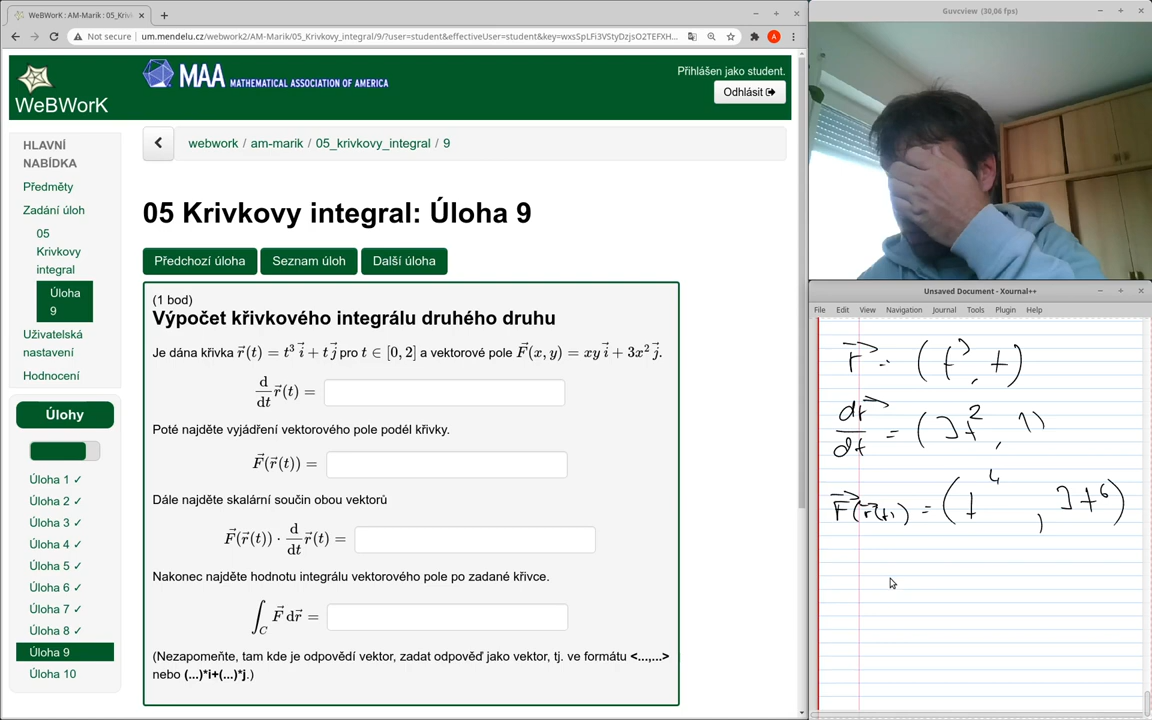 WeBWorK : AM-Marik : 05_Krivk
Guvcview (30,06 fps)
Not secure | um.mendelu.cz/webwork2/AM-Marik/05_Krivkovy_integral/9/?user=student&effectiveUser=student&key=
A
WeBWorK
MAA MATHEMATICAL ASSOCIATION OF AMERICA
Přihlášen jako student.
Odhlásit
HLAVNÍ
NABÍDKA
Předměty
Zadání úloh
05
Krivkovy
integral
Úloha
9
Uživatelská
nastavení
Hodnocení
Úlohy
Úloha 1 ✓
Úloha 2 ✓
Úloha 3 ✓
Úloha 4 ✓
Úloha 5 ✓
Úloha 6 ✓
Úloha 7 ✓
Úloha 8 ✓
Úloha 9
Úloha 10
webwork / am-marik / 05_krivkovy_integral / 9
05 Krivkovy integral: Úloha 9
Předchozí úloha Seznam úloh Další úloha
(1 bod)
Výpočet křivkového integrálu druhého druhu
Je dána křivka r⃗(t) = t³ i⃗ + t j⃗ pro t ∈ [0, 2] a vektorové pole F⃗(x, y) = xy i⃗ + 3x² j⃗.
d/dt r⃗(t) =
Poté najděte vyjádření vektorového pole podél křivky.
F⃗(r⃗(t)) =
Dále najděte skalární součin obou vektorů
F⃗(r⃗(t)) · d/dt r⃗(t) =
Nakonec najděte hodnotu integrálu vektorového pole po zadané křivce.
∫_C F⃗ dr⃗ =
(Nezapomeňte, tam kde je odpovědí vektor, zadat odpověď jako vektor, tj. ve formátu <...,...>
nebo (...)*i+(...)*j.)
Unsaved Document - Xournal++
File Edit View Navigation Journal Tools Plugin Help
r⃗ = (t³, t)
dr⃗/dt = (3t², 1)
F⃗(r⃗(t)) = (t⁴, 3t⁶)